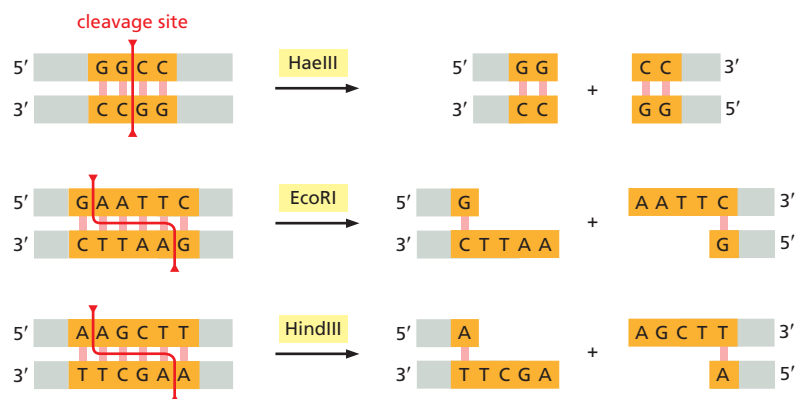 cleavage site
5′ G G C C HaeIII 5′ G G + C C 3′
3′ C C G G C C G G 5′
5′ G A A T T C EcoRI 5′ G + A A T T C 3′
3′ C T T A A G 3′ C T T A A G 5′
5′ A A G C T T HindIII 5′ A + A G C T T 3′
3′ T T C G A A 3′ T T C G A A 5′